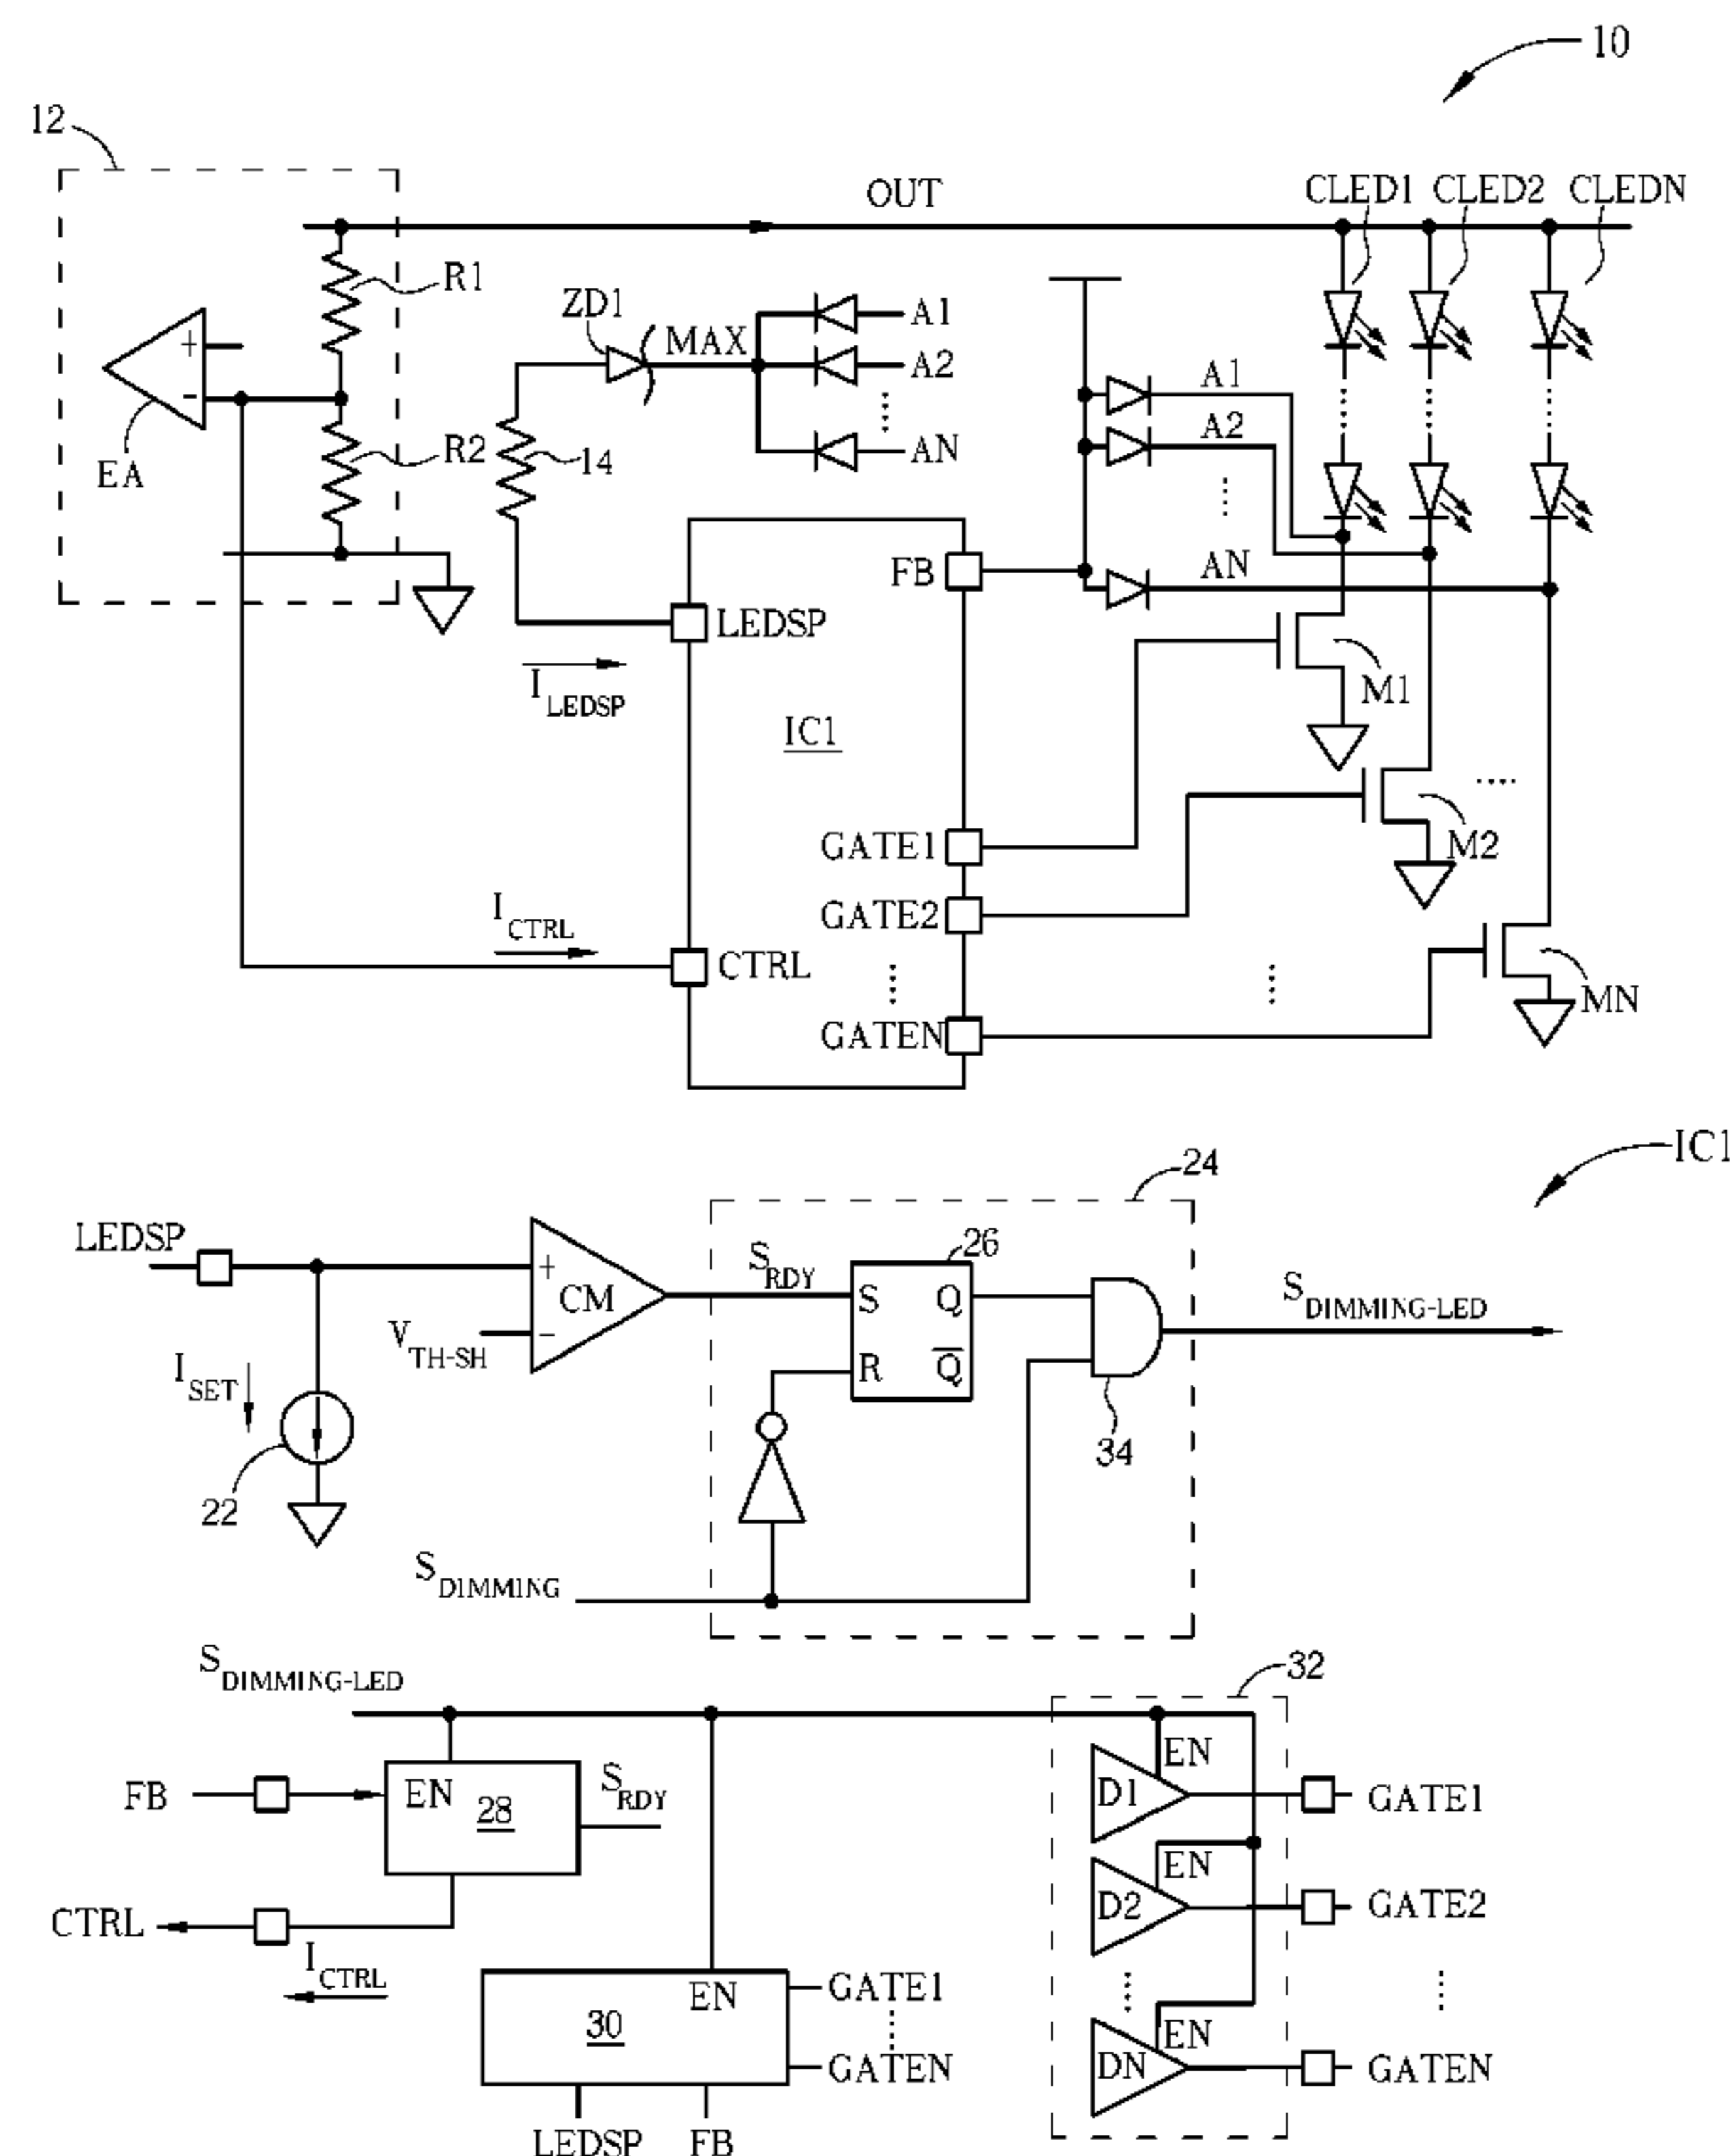 10
12
OUT
CLED1 CLED2 CLEDN
R1
ZD1
MAX
A1
A2
AN
+
-
EA
R2
14
A1
A2
AN
FB
LEDSP
I LEDSP
IC1
M1
M2
MN
GATE1
GATE2
GATEN
I CTRL
CTRL
IC1
24
LEDSP
+
CM
-
V TH-SH
S RDY
26
S Q
R Q̅
S DIMMING-LED
I SET
22
34
S DIMMING
S DIMMING-LED
32
FB
EN
28
S RDY
CTRL
I CTRL
EN
30
GATE1
GATEN
LEDSP FB
EN
D1
GATE1
EN
D2
GATE2
EN
DN
GATEN